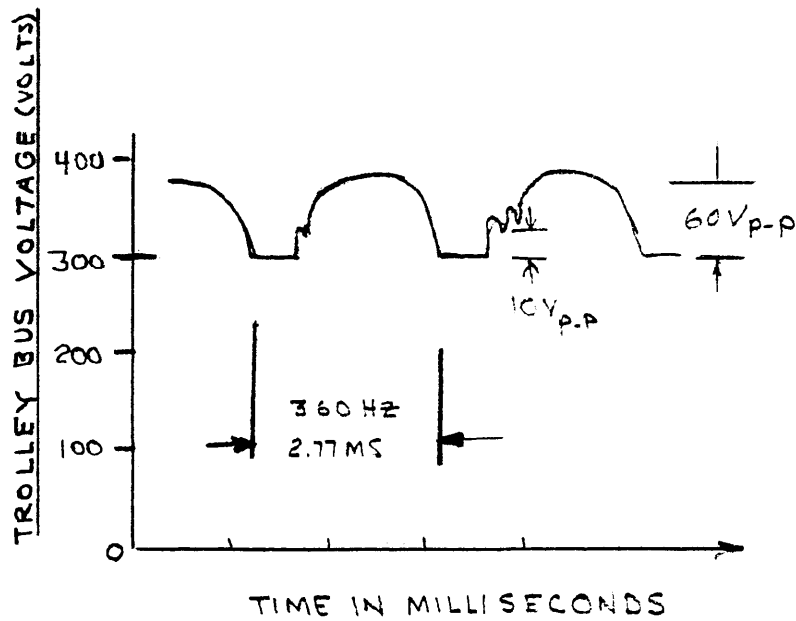 TROLLEY BUS VOLTAGE (VOLTS)
400
300
200
100
0
60Vp-p
10Vp-p
360 HZ
2.77MS
TIME IN MILLISECONDS